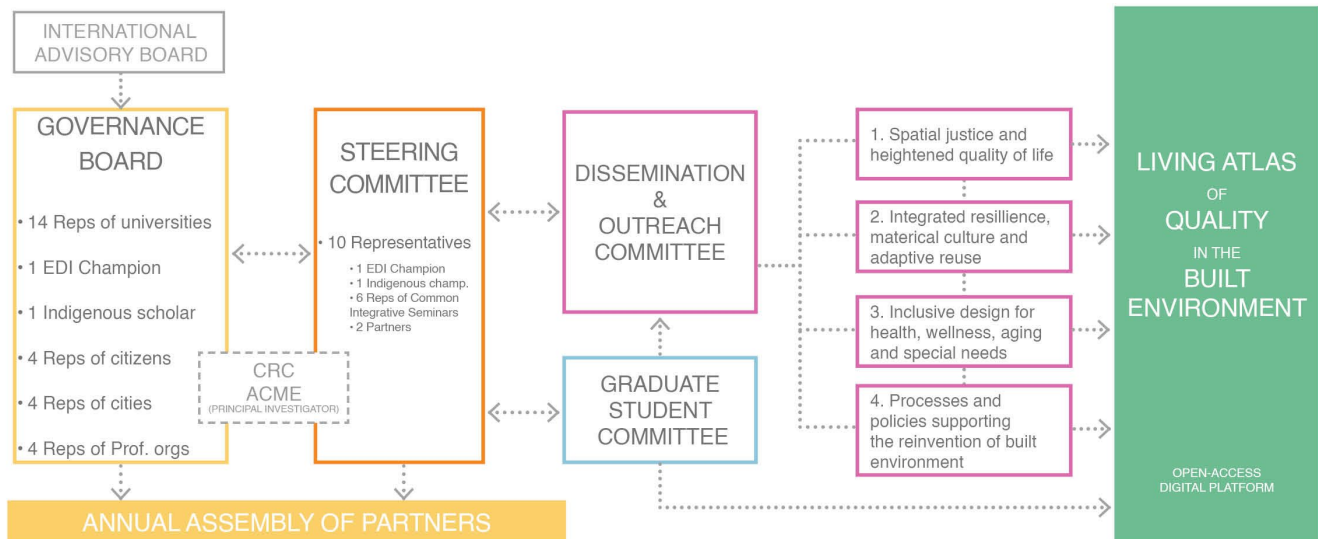 INTERNATIONAL
ADVISORY BOARD
GOVERNANCE
BOARD
• 14 Reps of universities
• 1 EDI Champion
• 1 Indigenous scholar
• 4 Reps of citizens
• 4 Reps of cities
• 4 Reps of Prof. orgs
CRC
ACME
(PRINCIPAL INVESTIGATOR)
STEERING
COMMITTEE
• 10 Representatives
• 1 EDI Champion
• 1 Indigenous champ.
• 6 Reps of Common
Integrative Seminars
• 2 Partners
DISSEMINATION
&
OUTREACH
COMMITTEE
GRADUATE
STUDENT
COMMITTEE
1. Spatial justice and
heightened quality of life
2. Integrated resillience,
materical culture and
adaptive reuse
3. Inclusive design for
health, wellness, aging
and special needs
4. Processes and
policies supporting
the reinvention of built
environment
LIVING ATLAS
OF
QUALITY
IN THE
BUILT
ENVIRONMENT
OPEN-ACCESS
DIGITAL PLATFORM
ANNUAL ASSEMBLY OF PARTNERS